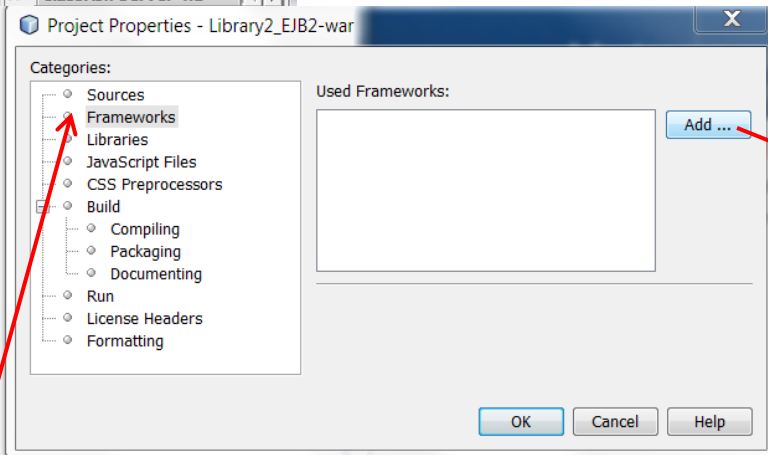 Project Properties - Library2_EJB2-war
X
Categories:
Sources
Frameworks
Libraries
JavaScript Files
CSS Preprocessors
Build
Compiling
Packaging
Documenting
Run
License Headers
Formatting
Used Frameworks:
Add ...
OK
Cancel
Help